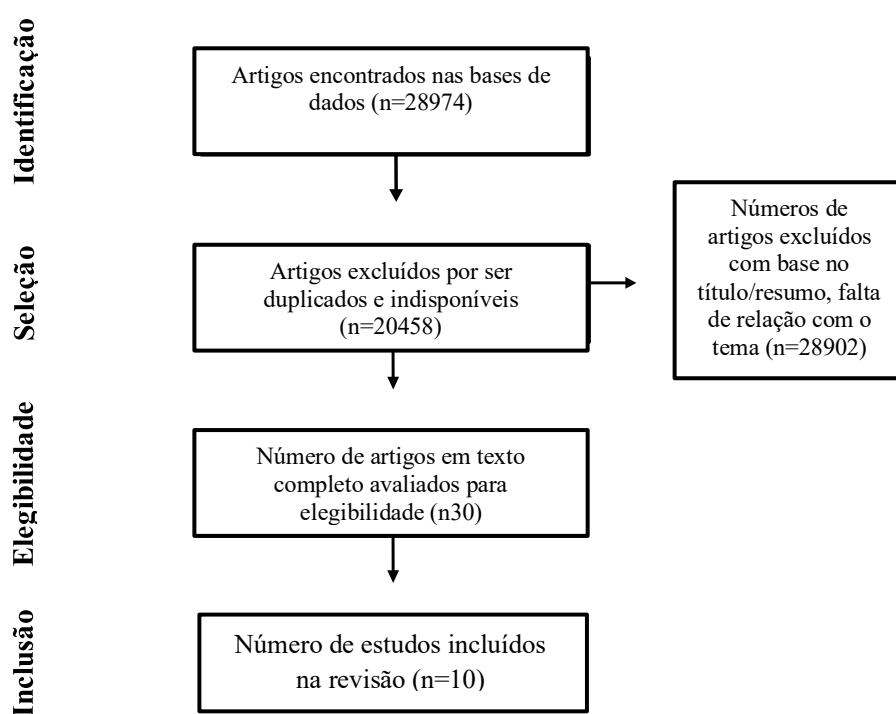 Identificação
Artigos encontrados nas bases de
dados (n=28974)
Seleção
Artigos excluídos por ser
duplicados e indisponíveis
(n=20458)
Números de
artigos excluídos
com base no
título/resumo, falta
de relação com o
tema (n=28902)
Elegibilidade
Número de artigos em texto
completo avaliados para
elegibilidade (n30)
Inclusão
Número de estudos incluídos
na revisão (n=10)